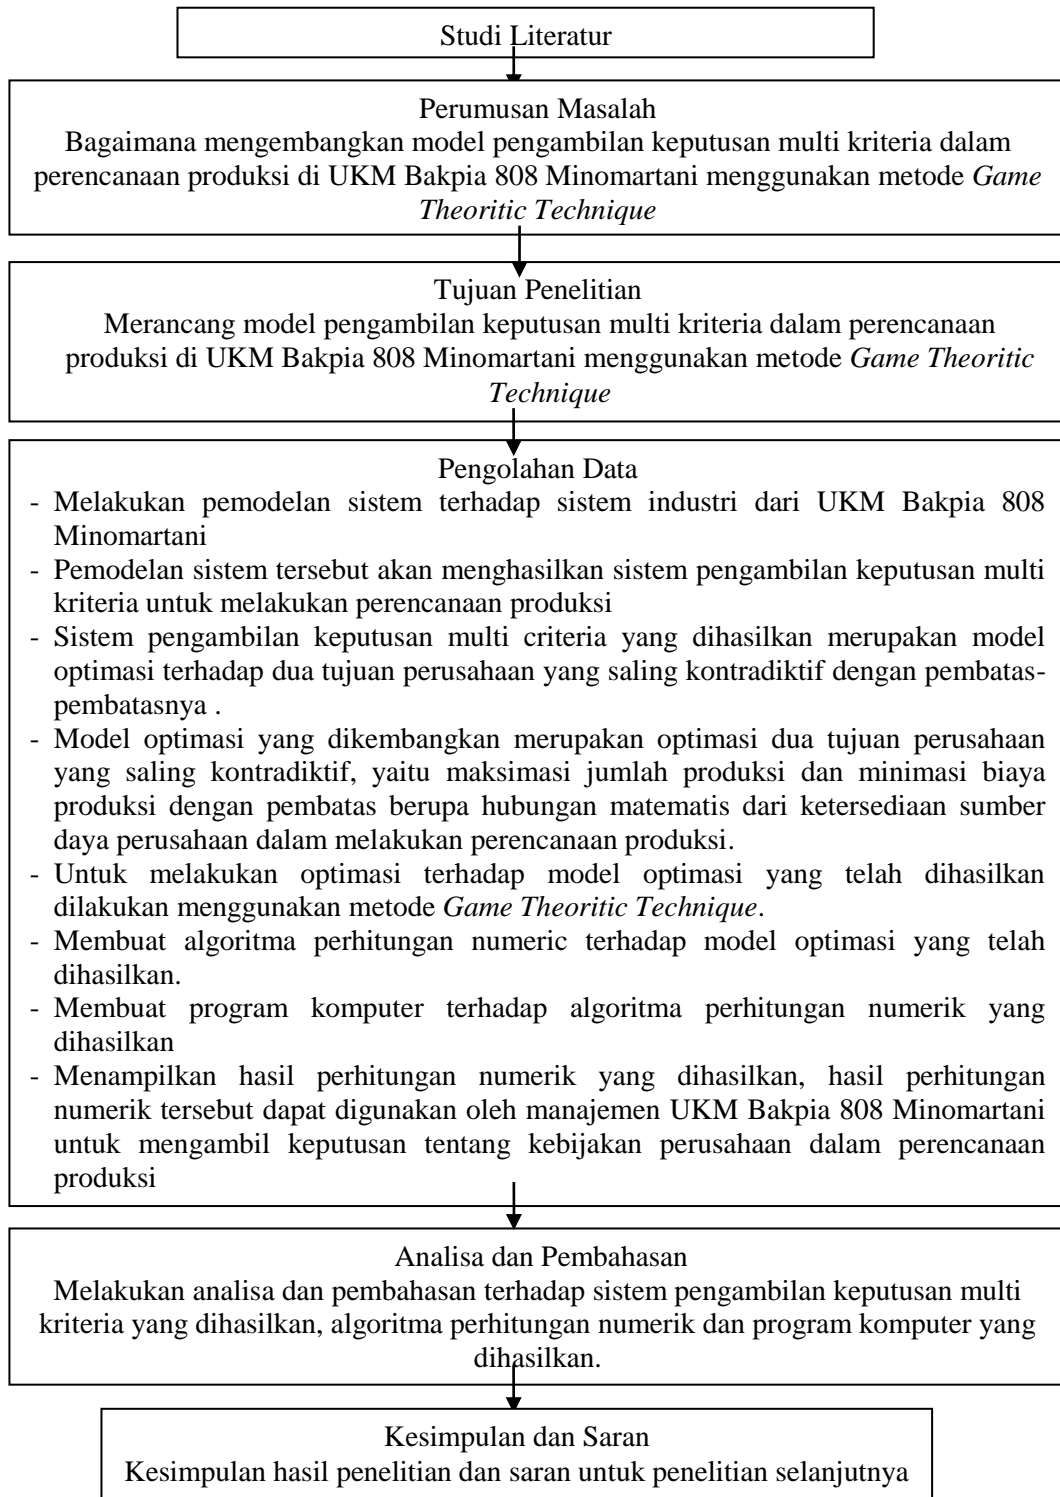 Studi Literatur
Perumusan Masalah
Bagaimana mengembangkan model pengambilan keputusan multi kriteria dalam
perencanaan produksi di UKM Bakpia 808 Minomartani menggunakan metode Game
Theoritic Technique
Tujuan Penelitian
Merancang model pengambilan keputusan multi kriteria dalam perencanaan
produksi di UKM Bakpia 808 Minomartani menggunakan metode Game Theoritic
Technique
Pengolahan Data
- Melakukan pemodelan sistem terhadap sistem industri dari UKM Bakpia 808
Minomartani
- Pemodelan sistem tersebut akan menghasilkan sistem pengambilan keputusan multi
kriteria untuk melakukan perencanaan produksi
- Sistem pengambilan keputusan multi criteria yang dihasilkan merupakan model
optimasi terhadap dua tujuan perusahaan yang saling kontradiktif dengan pembatas-
pembatasnya .
- Model optimasi yang dikembangkan merupakan optimasi dua tujuan perusahaan
yang saling kontradiktif, yaitu maksimasi jumlah produksi dan minimasi biaya
produksi dengan pembatas berupa hubungan matematis dari ketersediaan sumber
daya perusahaan dalam melakukan perencanaan produksi.
- Untuk melakukan optimasi terhadap model optimasi yang telah dihasilkan
dilakukan menggunakan metode Game Theoritic Technique.
- Membuat algoritma perhitungan numeric terhadap model optimasi yang telah
dihasilkan.
- Membuat program komputer terhadap algoritma perhitungan numerik yang
dihasilkan
- Menampilkan hasil perhitungan numerik yang dihasilkan, hasil perhitungan
numerik tersebut dapat digunakan oleh manajemen UKM Bakpia 808 Minomartani
untuk mengambil keputusan tentang kebijakan perusahaan dalam perencanaan
produksi
Analisa dan Pembahasan
Melakukan analisa dan pembahasan terhadap sistem pengambilan keputusan multi
kriteria yang dihasilkan, algoritma perhitungan numerik dan program komputer yang
dihasilkan.
Kesimpulan dan Saran
Kesimpulan hasil penelitian dan saran untuk penelitian selanjutnya